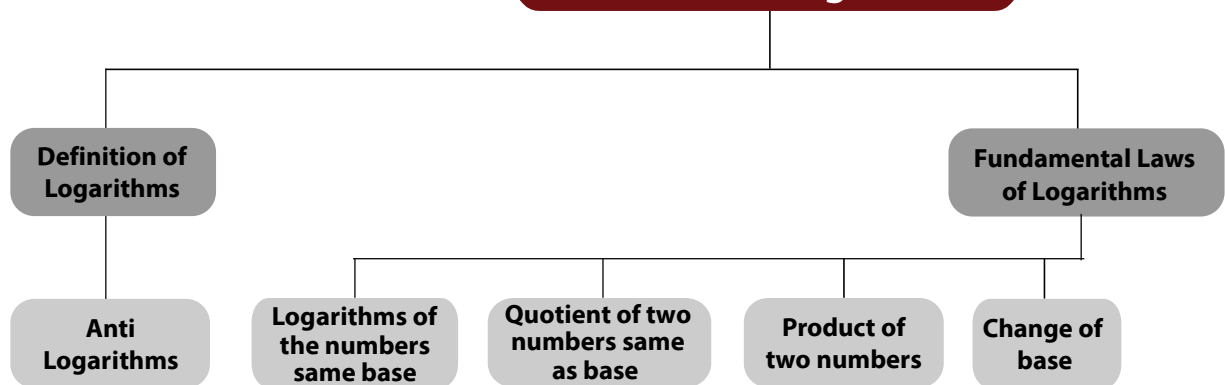 Definition of
Logarithms
Fundamental Laws
of Logarithms
Anti
Logarithms
Logarithms of
the numbers
same base
Quotient of two
numbers same
as base
Product of
two numbers
Change of
base